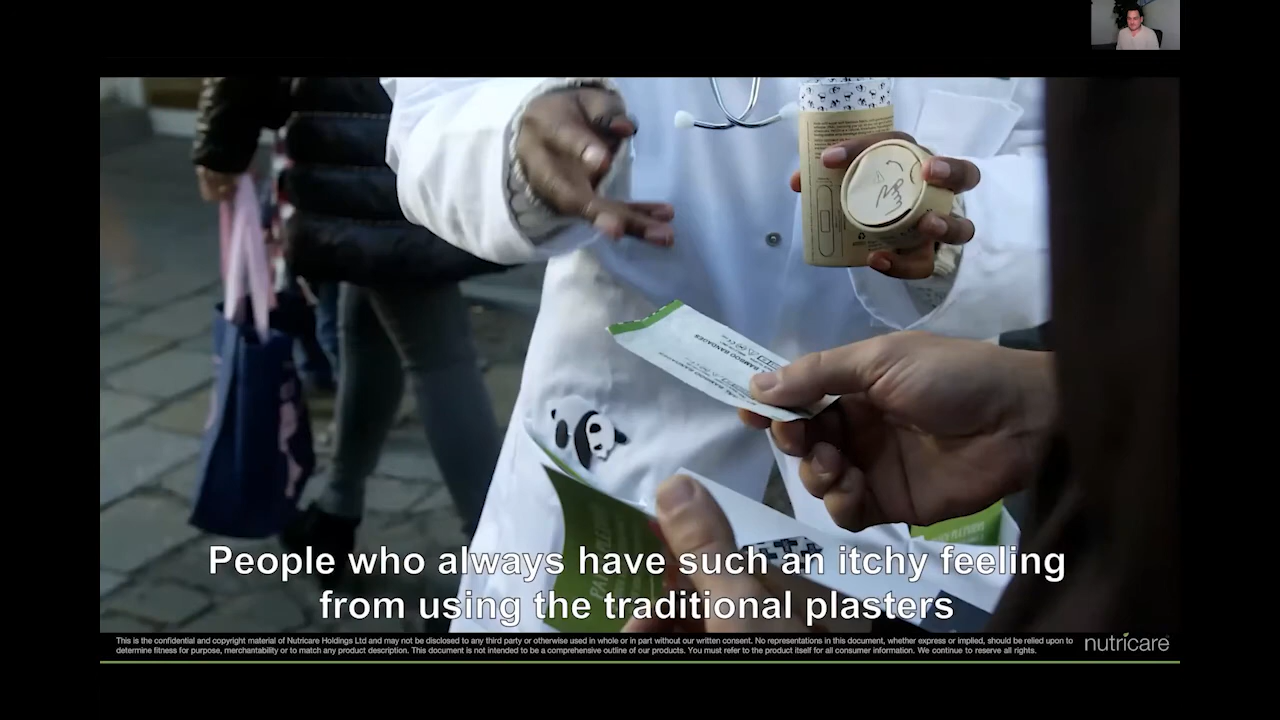 BAMBOO BANDAGES
BAMBOO BANDAGES
People who always have such an itchy feeling
from using the traditional plasters
This is the confidential and copyright material of Nutricare Holdings Ltd and may not be disclosed to any third party or otherwise used in whole or in part without our written consent. No representations in this document, whether express or implied, should be relied upon to
determine fitness for purpose, merchantability or to match any product description. This document is not intended to be a comprehensive outline of our products. You must refer to the product itself for all consumer information. We continue to reserve all rights.
nutricare